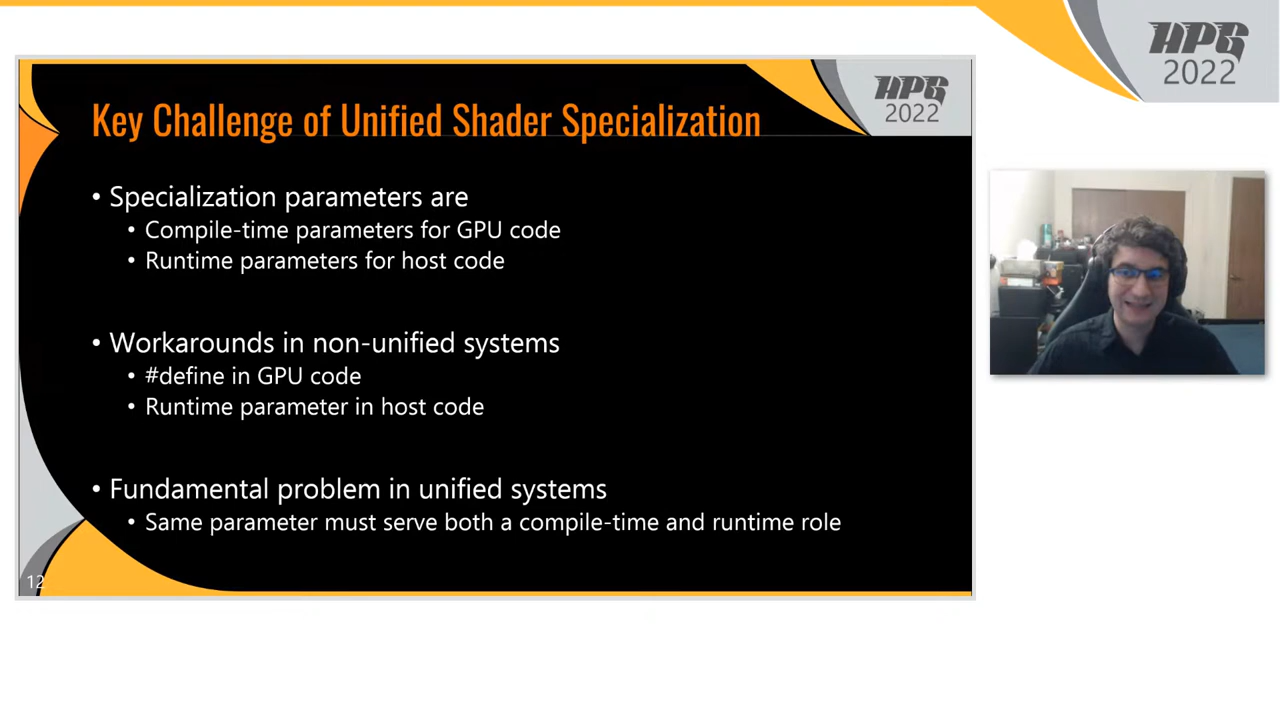 HPG
2022
HPG
2022
Key Challenge of Unified Shader Specialization
• Specialization parameters are
• Compile-time parameters for GPU code
• Runtime parameters for host code
• Workarounds in non-unified systems
• #define in GPU code
• Runtime parameter in host code
• Fundamental problem in unified systems
• Same parameter must serve both a compile-time and runtime role
12